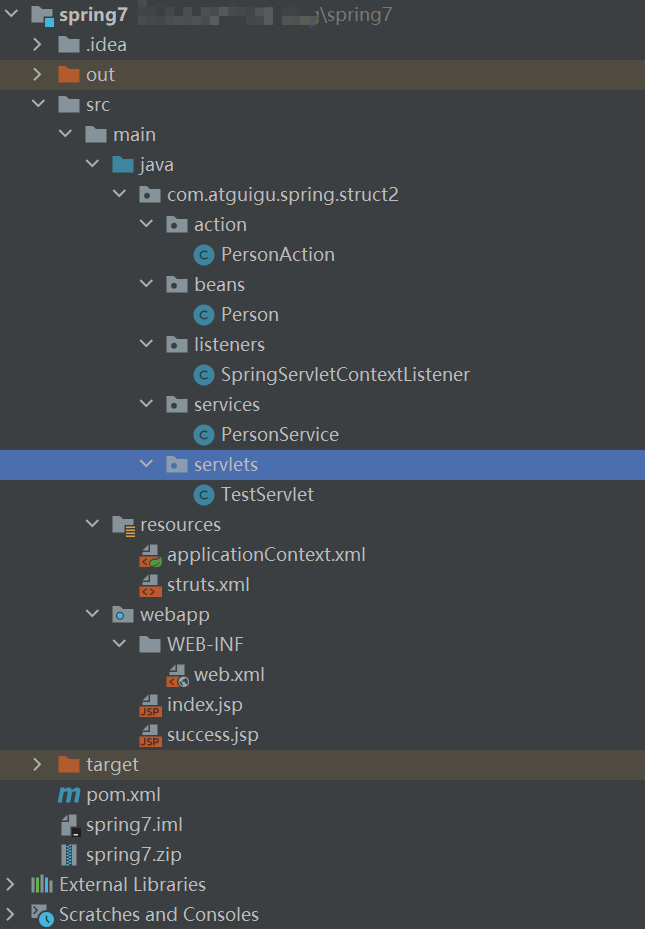 spring7 \spring7
.idea
out
src
main
java
com.atguigu.spring.struct2
action
C PersonAction
beans
C Person
listeners
C SpringServletContextListener
services
C PersonService
servlets
C TestServlet
resources
applicationContext.xml
struts.xml
webapp
WEB-INF
web.xml
JSP index.jsp
JSP success.jsp
target
m pom.xml
spring7.iml
spring7.zip
External Libraries
Scratches and Consoles